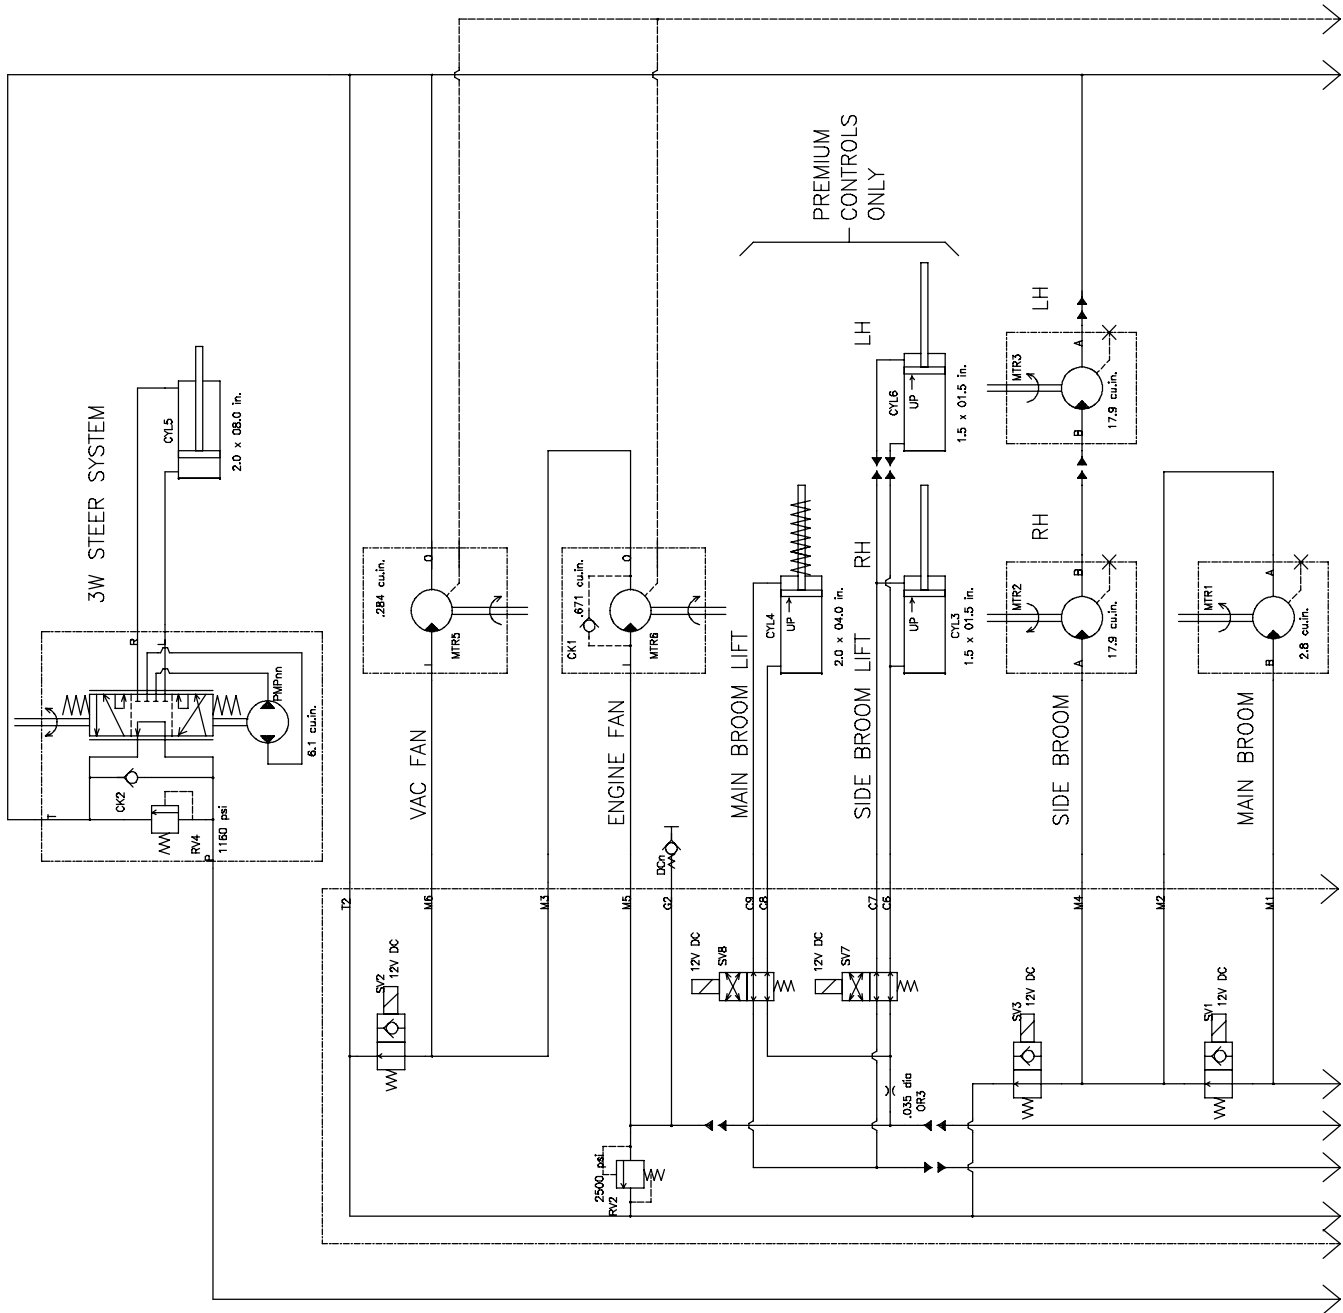 3W STEER SYSTEM
R
L
T
P
CK2
RV4
1160 psi
PMPnn
6.1 cu.in.
CYL5
2.0 x 08.0 in.
VAC FAN
.284 cu.in.
I
O
MTR5
ENGINE FAN
.671 cu.in.
CK1
I
O
MTR6
PREMIUM
CONTROLS
ONLY
MAIN BROOM LIFT
CYL4
UP
2.0 x 04.0 in.
SIDE BROOM LIFT
RH
LH
UP
CYL3
1.5 x 01.5 in.
CYL6
UP
1.5 x 01.5 in.
SIDE BROOM
RH
LH
MTR2
A
B
17.9 cu.in.
MTR3
B
A
17.9 cu.in.
MAIN BROOM
MTR1
B
A
2.8 cu.in.
T2
M6
M3
M5
G2
C9
C8
C7
C6
M4
M2
M1
DCn
SV2
12V DC
12V DC
SV8
12V DC
SV7
SV3
12V DC
SV1
12V DC
.035 dia
OR3
2500 psi
RV2